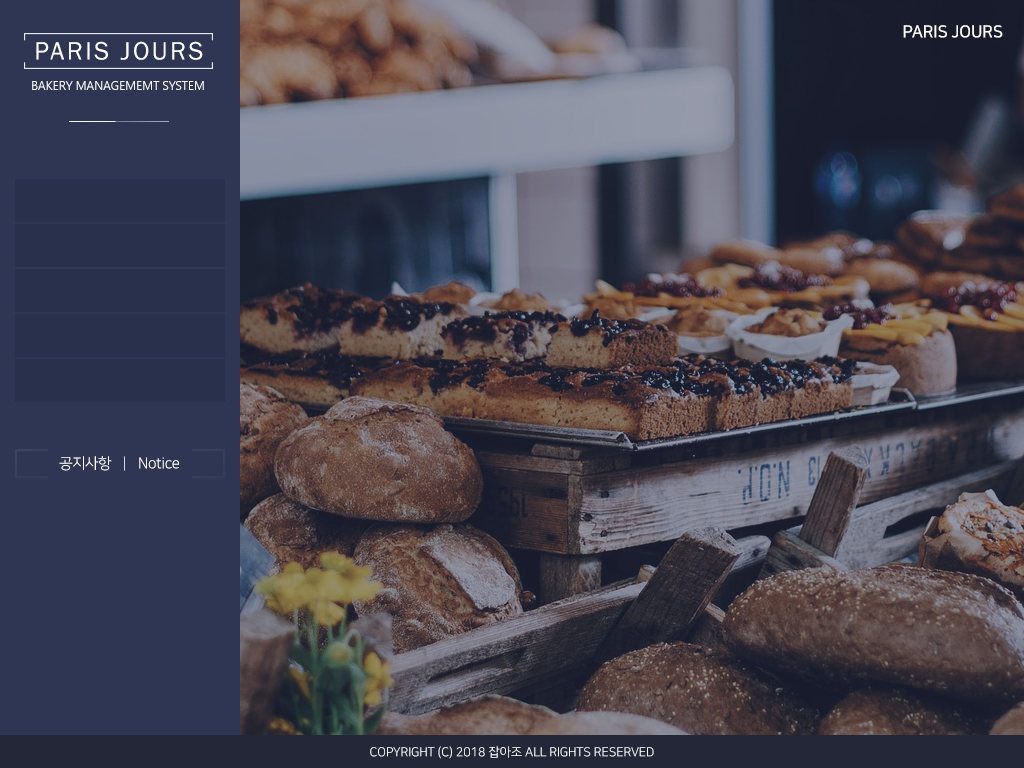 PARIS JOURS
BAKERY MANAGEMEMT SYSTEM
PARIS JOURS
공지사항 | Notice
N.O.P.
COPYRIGHT (C) 2018 잡아조 ALL RIGHTS RESERVED